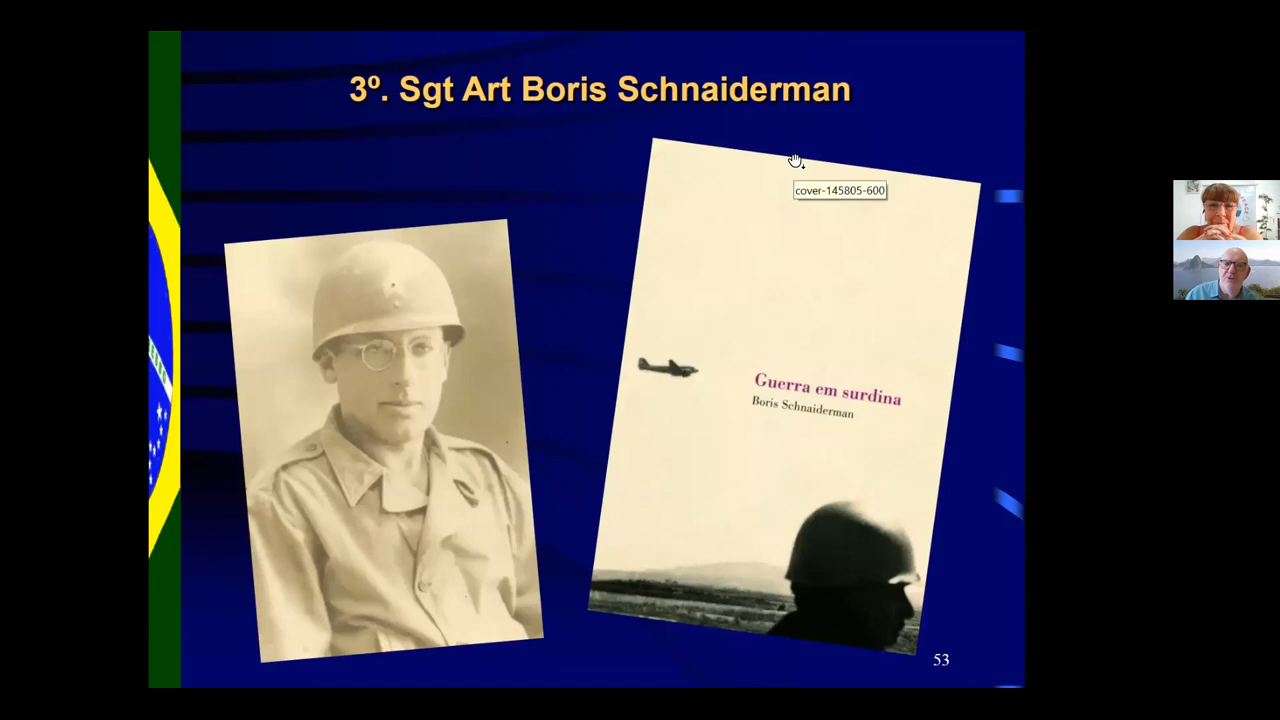 3º. Sgt Art Boris Schnaiderman
cover-145805-600
Guerra em surdina
Boris Schnaiderman
53